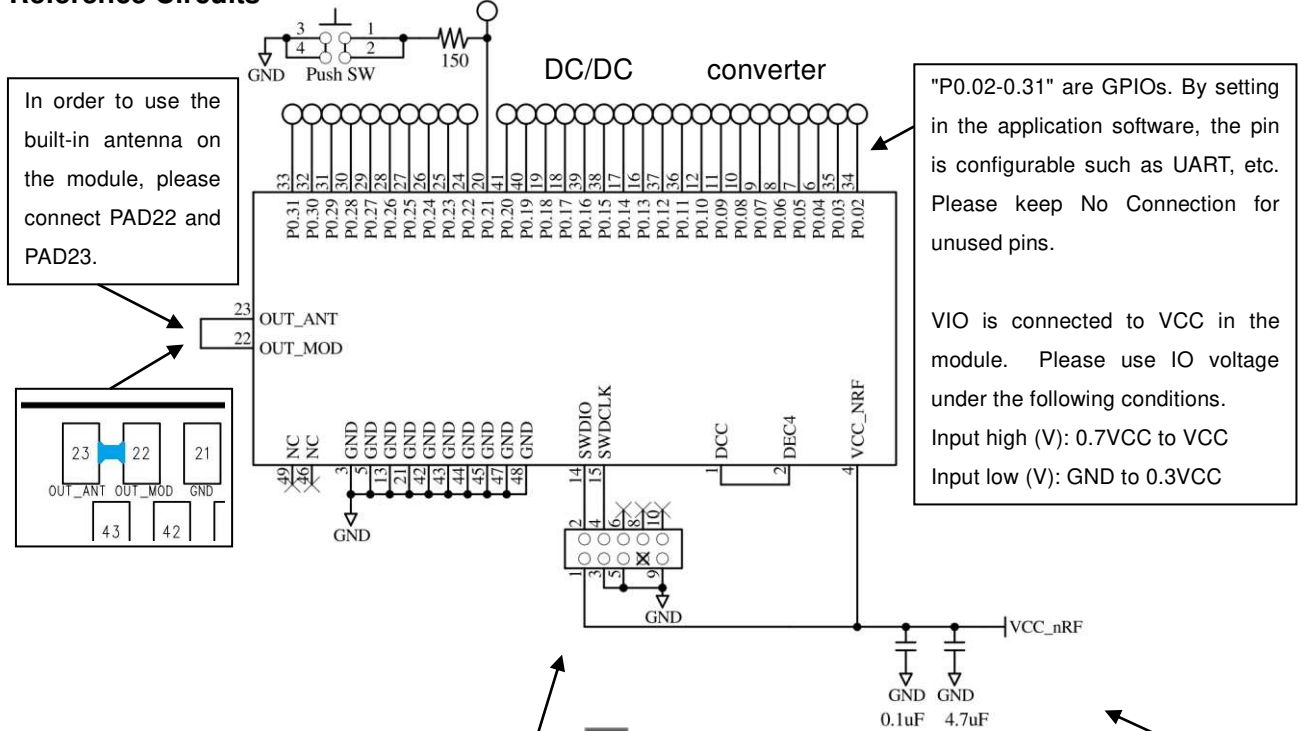 Reference Circuits
3 1
4 2
GND Push SW
150
DC/DC converter
In order to use the
built-in antenna on
the module, please
connect PAD22 and
PAD23.
"P0.02-0.31" are GPIOs. By setting
in the application software, the pin
is configurable such as UART, etc.
Please keep No Connection for
unused pins.
VIO is connected to VCC in the
module. Please use IO voltage
under the following conditions.
Input high (V): 0.7VCC to VCC
Input low (V): GND to 0.3VCC
33 32 31 30 29 28 27 26 25 24 20 41 40 19 18 39 38 17 16 37 36 12 11 10 9 8 7 6 35 34
P0.31 P0.30 P0.29 P0.28 P0.27 P0.26 P0.25 P0.24 P0.23 P0.22 P0.21 P0.20 P0.19 P0.18 P0.17 P0.16 P0.15 P0.14 P0.13 P0.12 P0.11 P0.10 P0.09 P0.08 P0.07 P0.06 P0.05 P0.04 P0.03 P0.02
23 OUT_ANT
22 OUT_MOD
NC NC GND GND GND GND GND GND GND GND GND GND SWDIO SWDCLK DCC DEC4 VCC_NRF
49 46 3 5 13 21 42 43 44 45 47 48 14 15 1 2 4
23 22 21
OUT_ANT OUT_MOD GND
43 42
GND
2 4 6 8 10
1 3 5 9
GND
VCC_nRF
GND GND
0.1uF 4.7uF